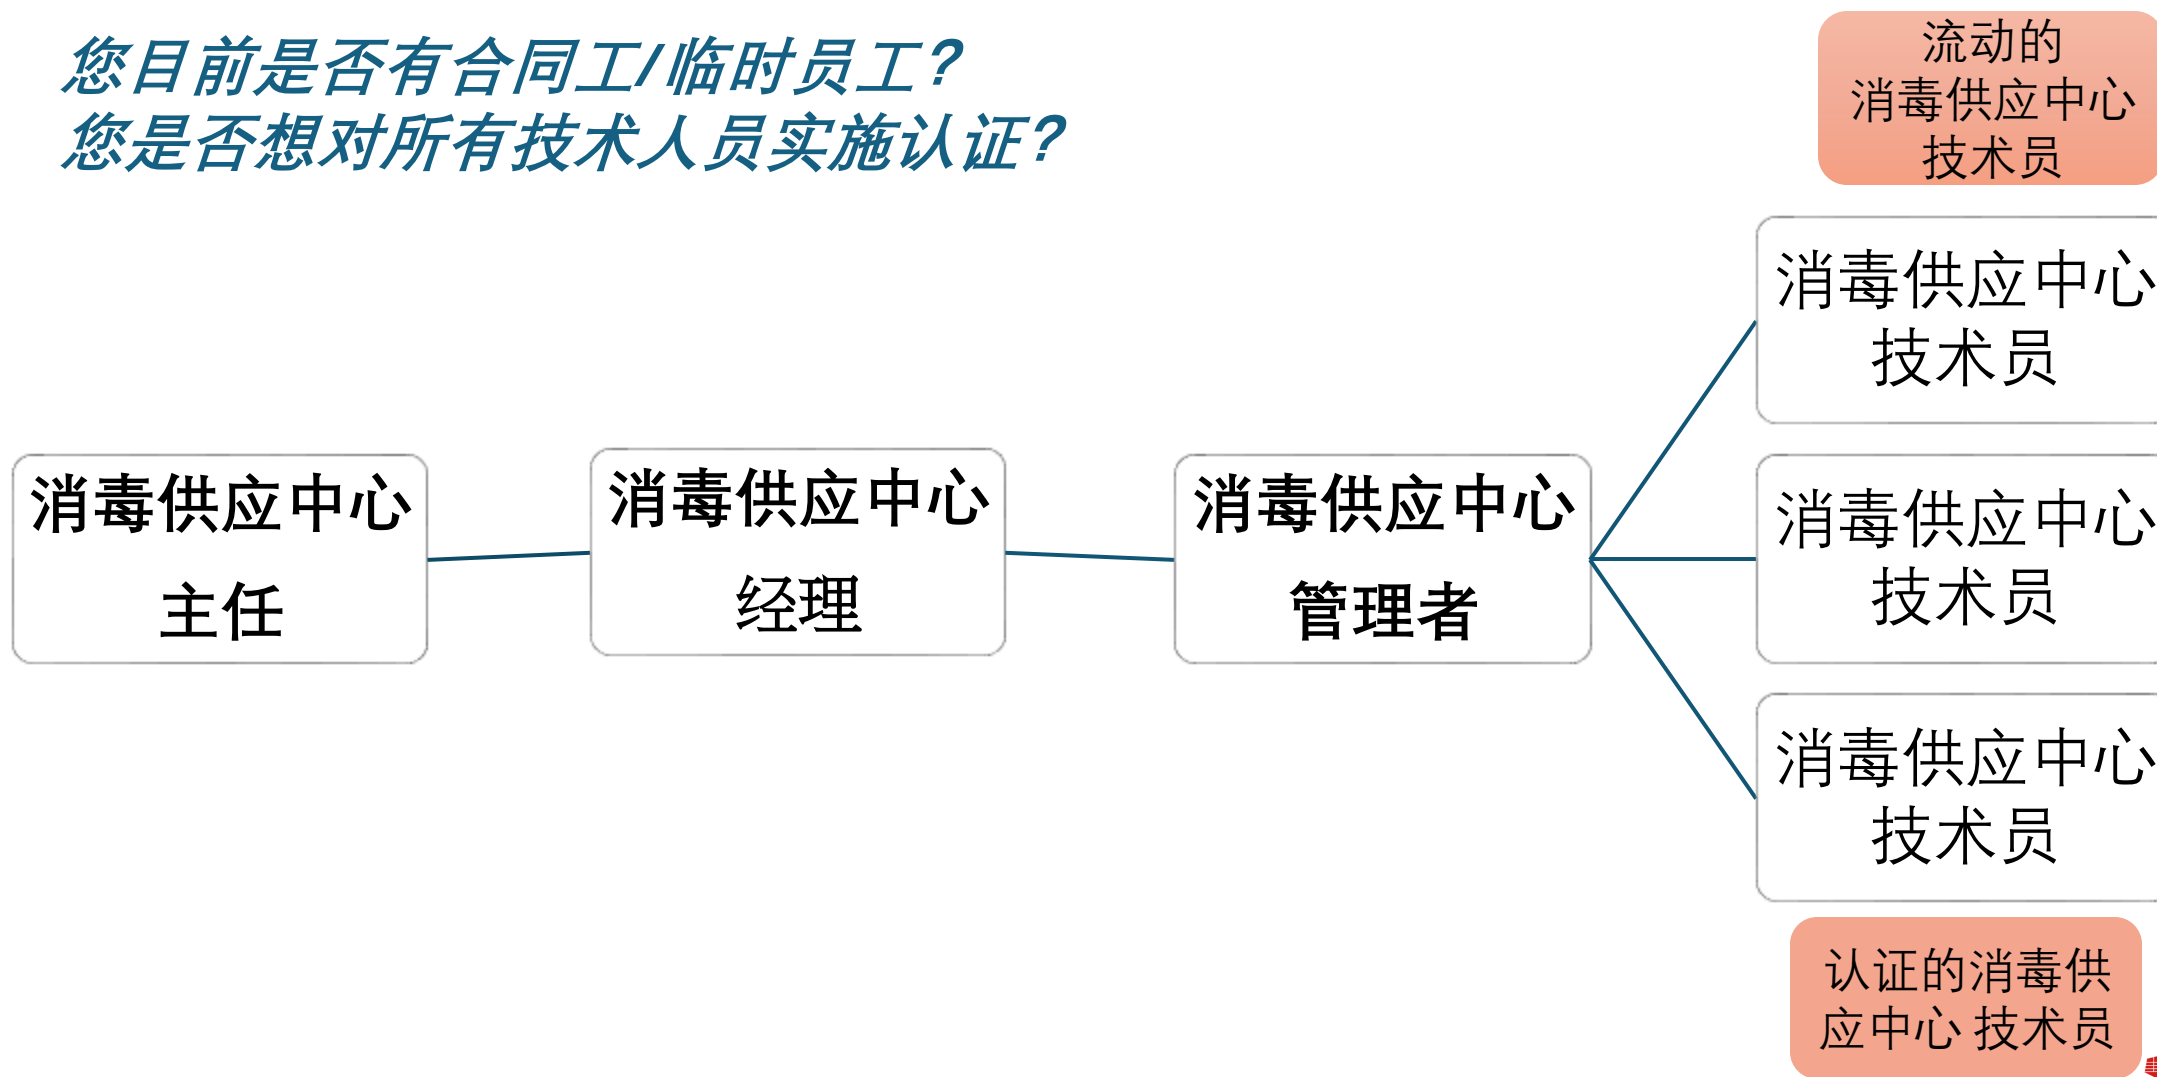 您目前是否有合同工/临时员工?
您是否想对所有技术人员实施认证?
流动的
消毒供应中心
技术员
消毒供应中心
技术员
消毒供应中心
主任
消毒供应中心
经理
消毒供应中心
管理者
消毒供应中心
技术员
消毒供应中心
技术员
认证的消毒供
应中心 技术员